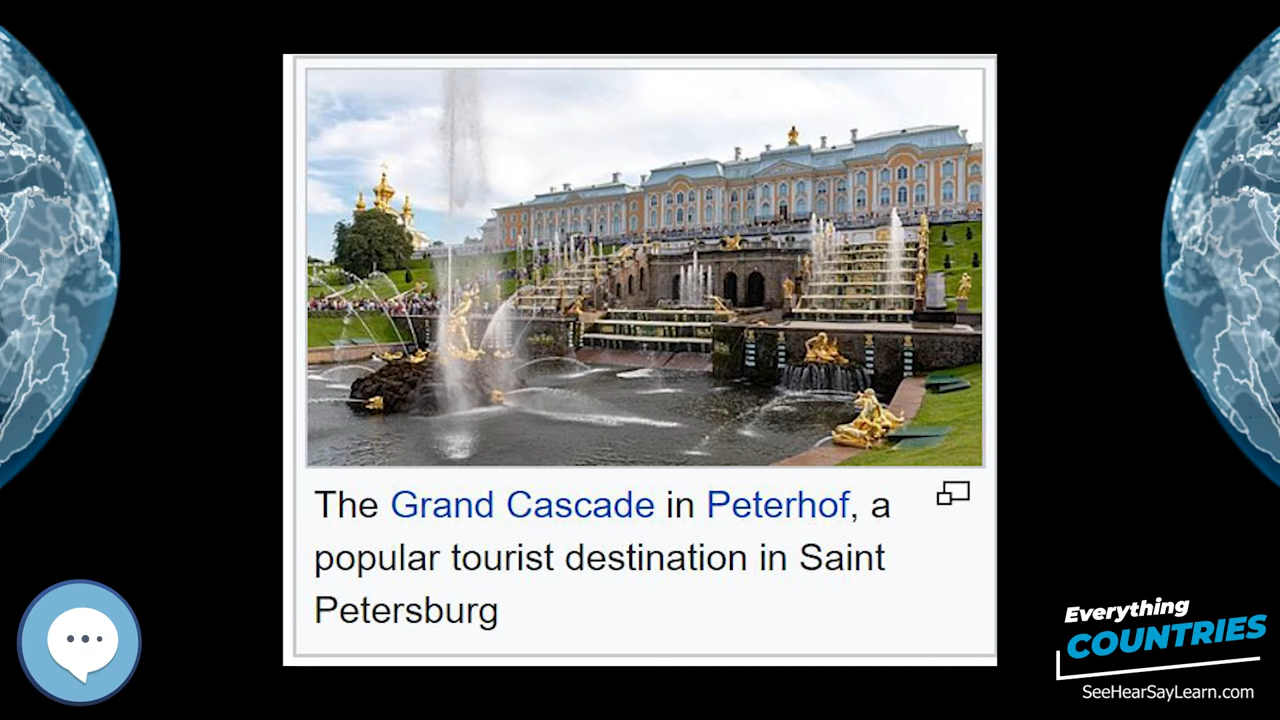 The Grand Cascade in Peterhof, a
popular tourist destination in Saint
Petersburg
Everything
COUNTRIES
SeeHearSayLearn.com